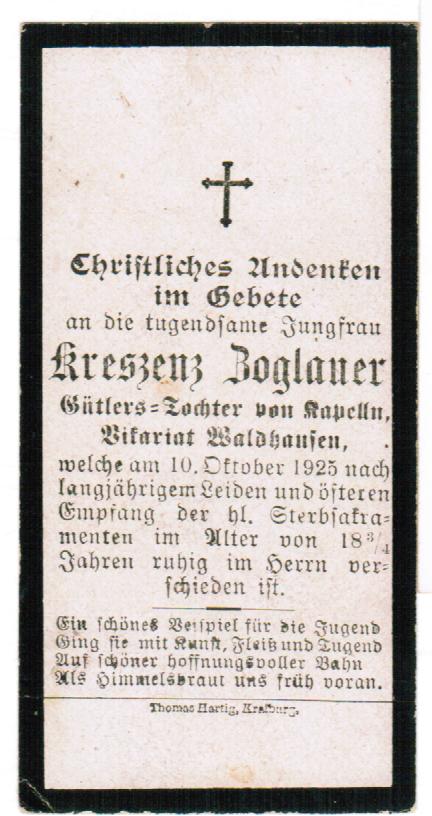 Christliches Andenken
im Gebete
an die tugendsame Jungfrau
Kreszenz Zoglauer
Gütlers-Tochter von Kapelln,
Vikariat Waldhausen,
welche am 10. Oktober 1925 nach
langjährigem Leiden und öfteren
Empfang der hl. Sterbsakra-
menten im Alter von 18 3/4
Jahren ruhig im Herrn ver-
schieden ist.
Ein schönes Beispiel für die Jugend
Ging sie mit Kunst, Fleiß und Tugend
Auf schöner hoffnungsvoller Bahn
Als Himmelsbraut uns früh voran.
Thomas Hartig, Kraiburg.